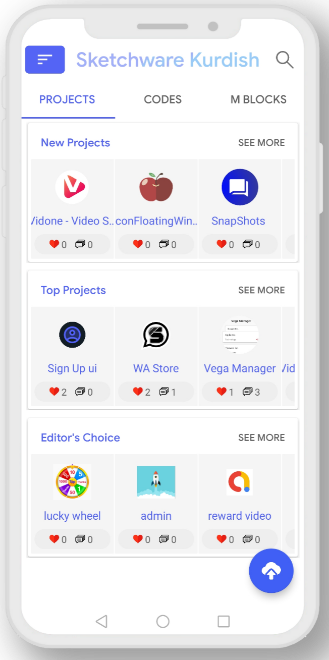 Sketchware Kurdish
PROJECTS CODES M BLOCKS
New Projects SEE MORE
Vidone - Video S.. conFloatingWin.. SnapShots
0 0 0 0 0 0
Top Projects SEE MORE
Sign Up ui WA Store Vega Manager Vid
2 0 2 1 1 3
Editor's Choice SEE MORE
lucky wheel admin reward video
0 0 0 0 0 0